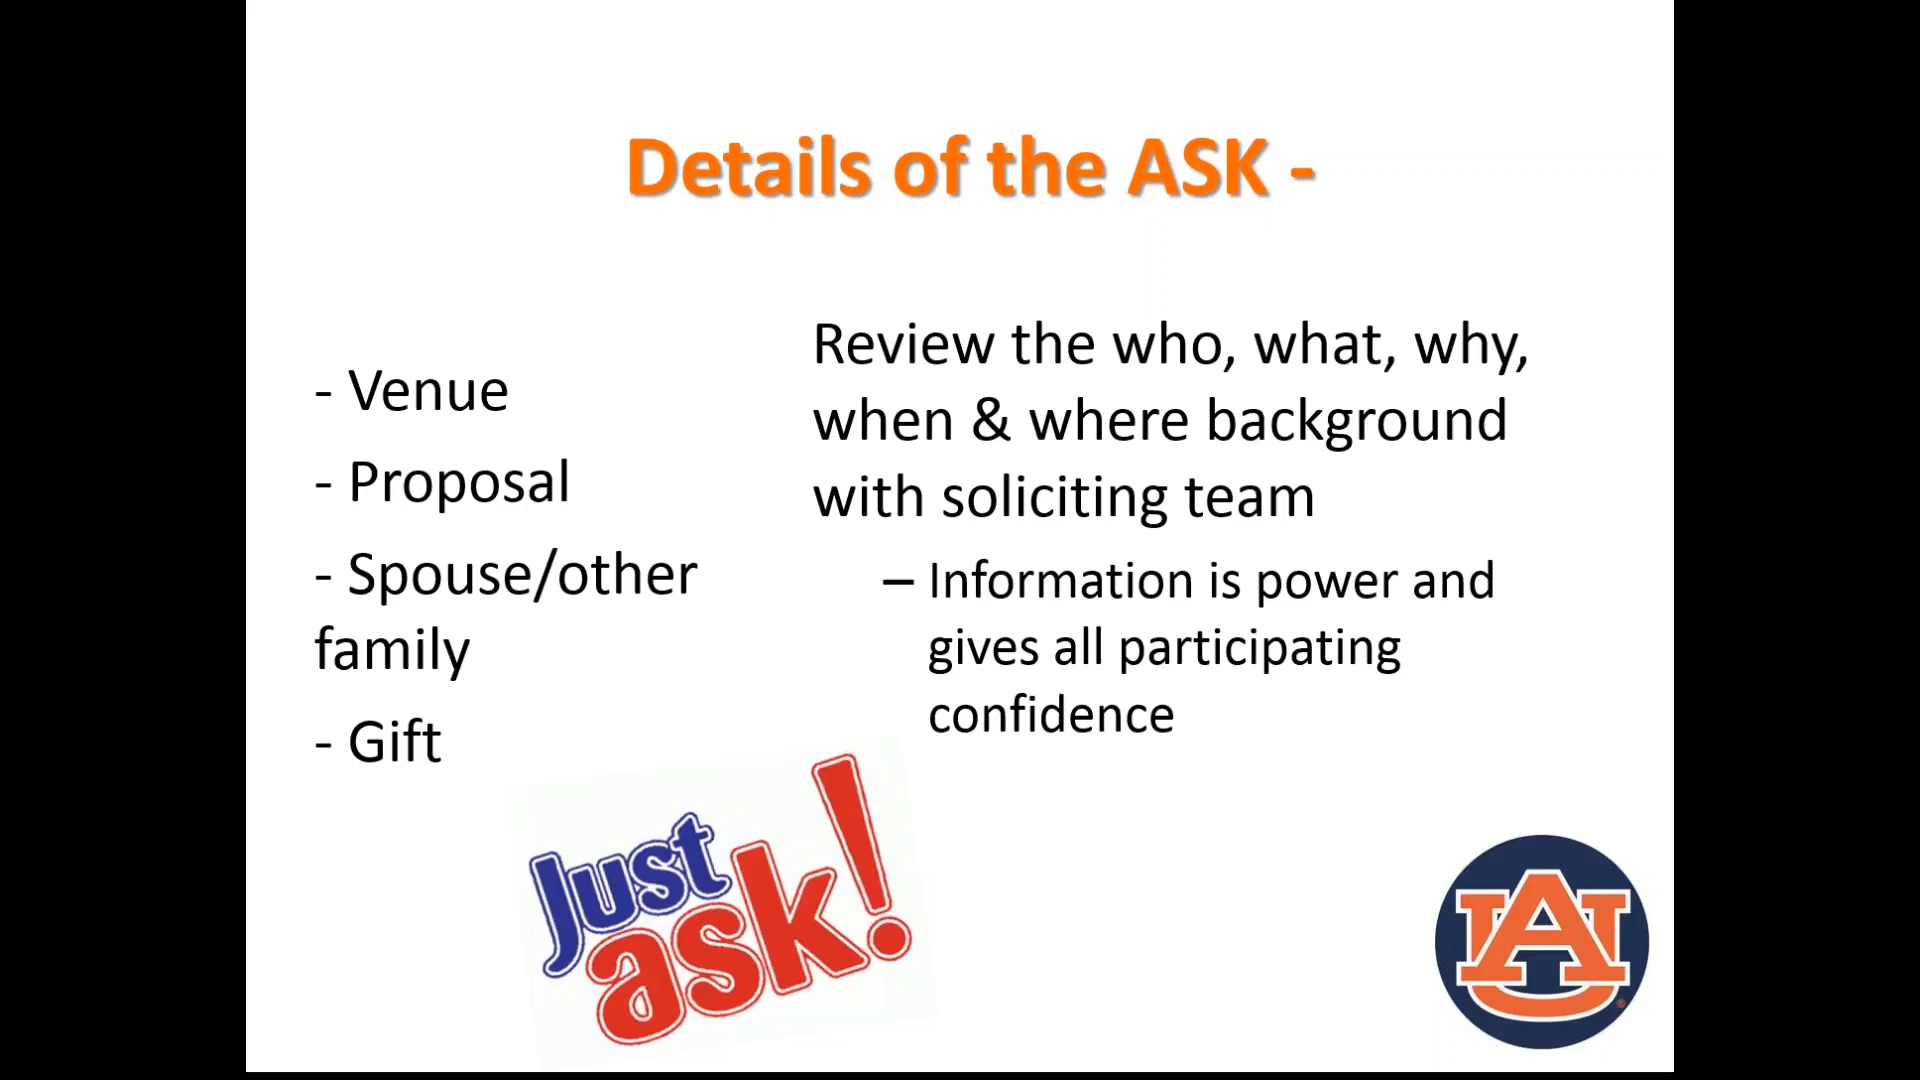 Details of the ASK -
- Venue
- Proposal
- Spouse/other
family
- Gift
Review the who, what, why,
when & where background
with soliciting team
– Information is power and
gives all participating
confidence
Just
ask!
AU
®